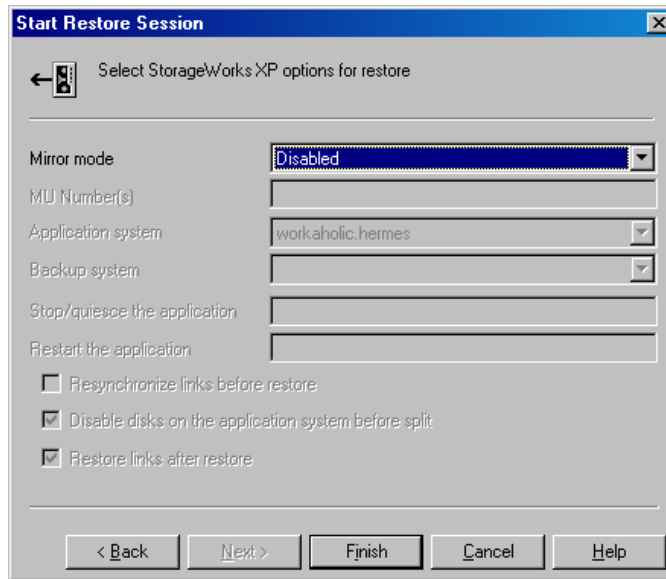 Start Restore Session
Select StorageWorks XP options for restore
Mirror mode
Disabled
MU Number(s)
Application system
workaholic.hermes
Backup system
Stop/quiesce the application
Restart the application
Resynchronize links before restore
Disable disks on the application system before split
Restore links after restore
< Back
Next >
Finish
Cancel
Help